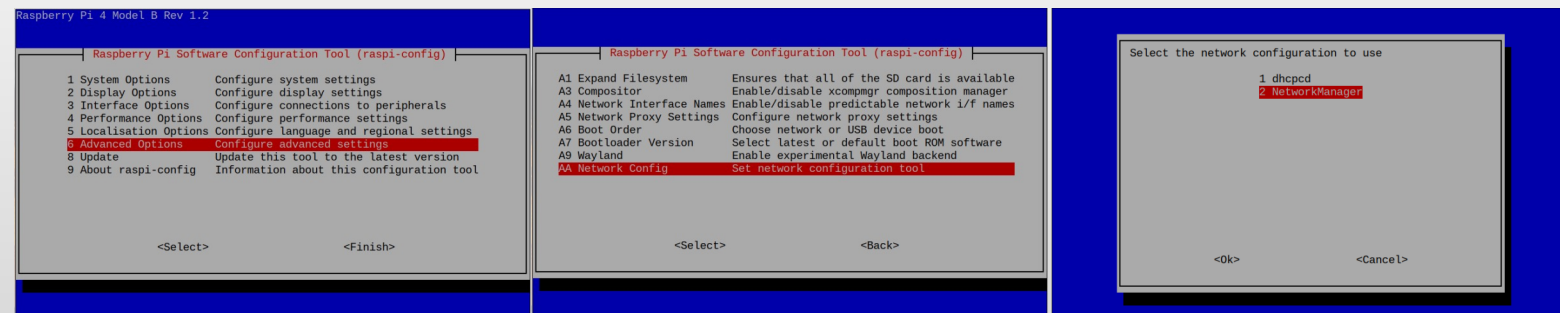 Raspberry Pi 4 Model B Rev 1.2
Raspberry Pi Software Configuration Tool (raspi-config)
1 System Options Configure system settings
2 Display Options Configure display settings
3 Interface Options Configure connections to peripherals
4 Performance Options Configure performance settings
5 Localisation Options Configure language and regional settings
6 Advanced Options Configure advanced settings
8 Update Update this tool to the latest version
9 About raspi-config Information about this configuration tool
<Select> <Finish>
Raspberry Pi Software Configuration Tool (raspi-config)
A1 Expand Filesystem Ensures that all of the SD card is available
A3 Compositor Enable/disable xcompmgr composition manager
A4 Network Interface Names Enable/disable predictable network i/f names
A5 Network Proxy Settings Configure network proxy settings
A6 Boot Order Choose network or USB device boot
A7 Bootloader Version Select latest or default boot ROM software
A9 Wayland Enable experimental Wayland backend
AA Network Config Set network configuration tool
<Select> <Back>
Select the network configuration to use
1 dhcpcd
2 NetworkManager
<Ok> <Cancel>